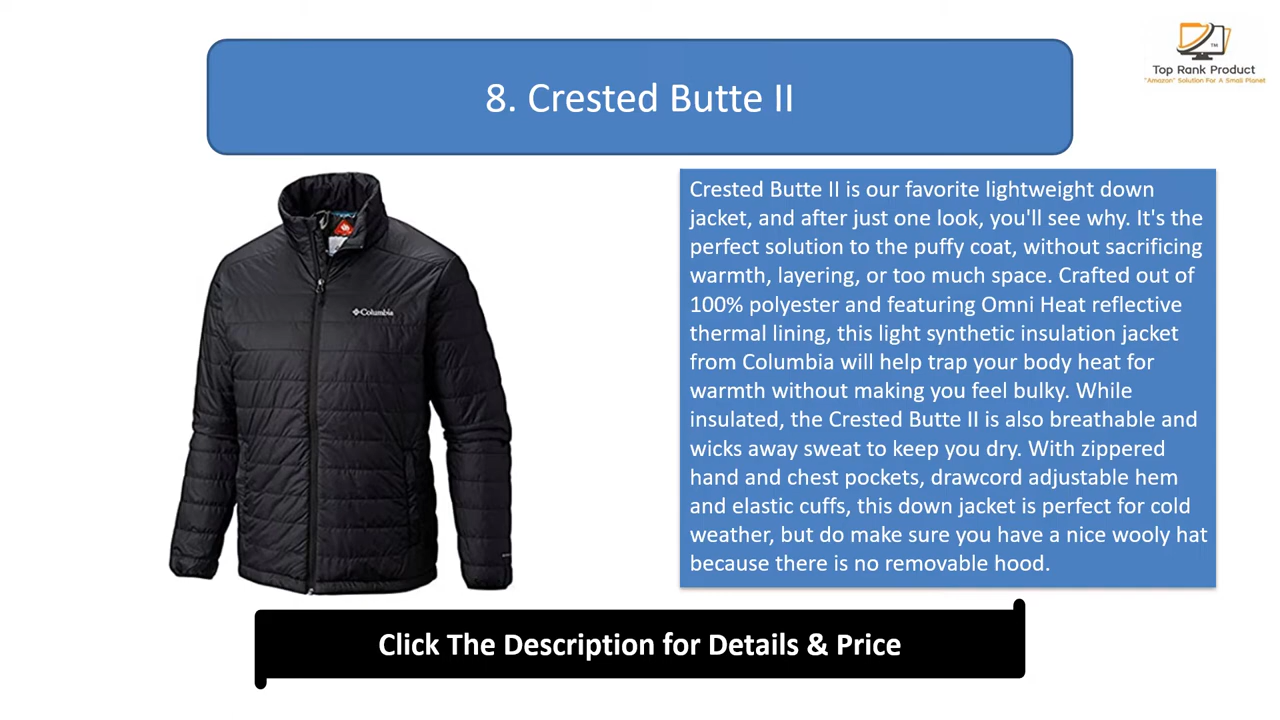 8. Crested Butte II
TM
Top Rank Product
"Amazon" Solution For A Small Planet
Columbia
Crested Butte II is our favorite lightweight down
jacket, and after just one look, you'll see why. It's the
perfect solution to the puffy coat, without sacrificing
warmth, layering, or too much space. Crafted out of
100% polyester and featuring Omni Heat reflective
thermal lining, this light synthetic insulation jacket
from Columbia will help trap your body heat for
warmth without making you feel bulky. While
insulated, the Crested Butte II is also breathable and
wicks away sweat to keep you dry. With zippered
hand and chest pockets, drawcord adjustable hem
and elastic cuffs, this down jacket is perfect for cold
weather, but do make sure you have a nice wooly hat
because there is no removable hood.
Click The Description for Details & Price